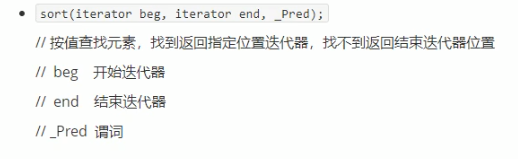 sort(iterator beg, iterator end, _Pred);
// 按值查找元素，找到返回指定位置迭代器，找不到返回结束迭代器位置
// beg 开始迭代器
// end 结束迭代器
// _Pred 谓词